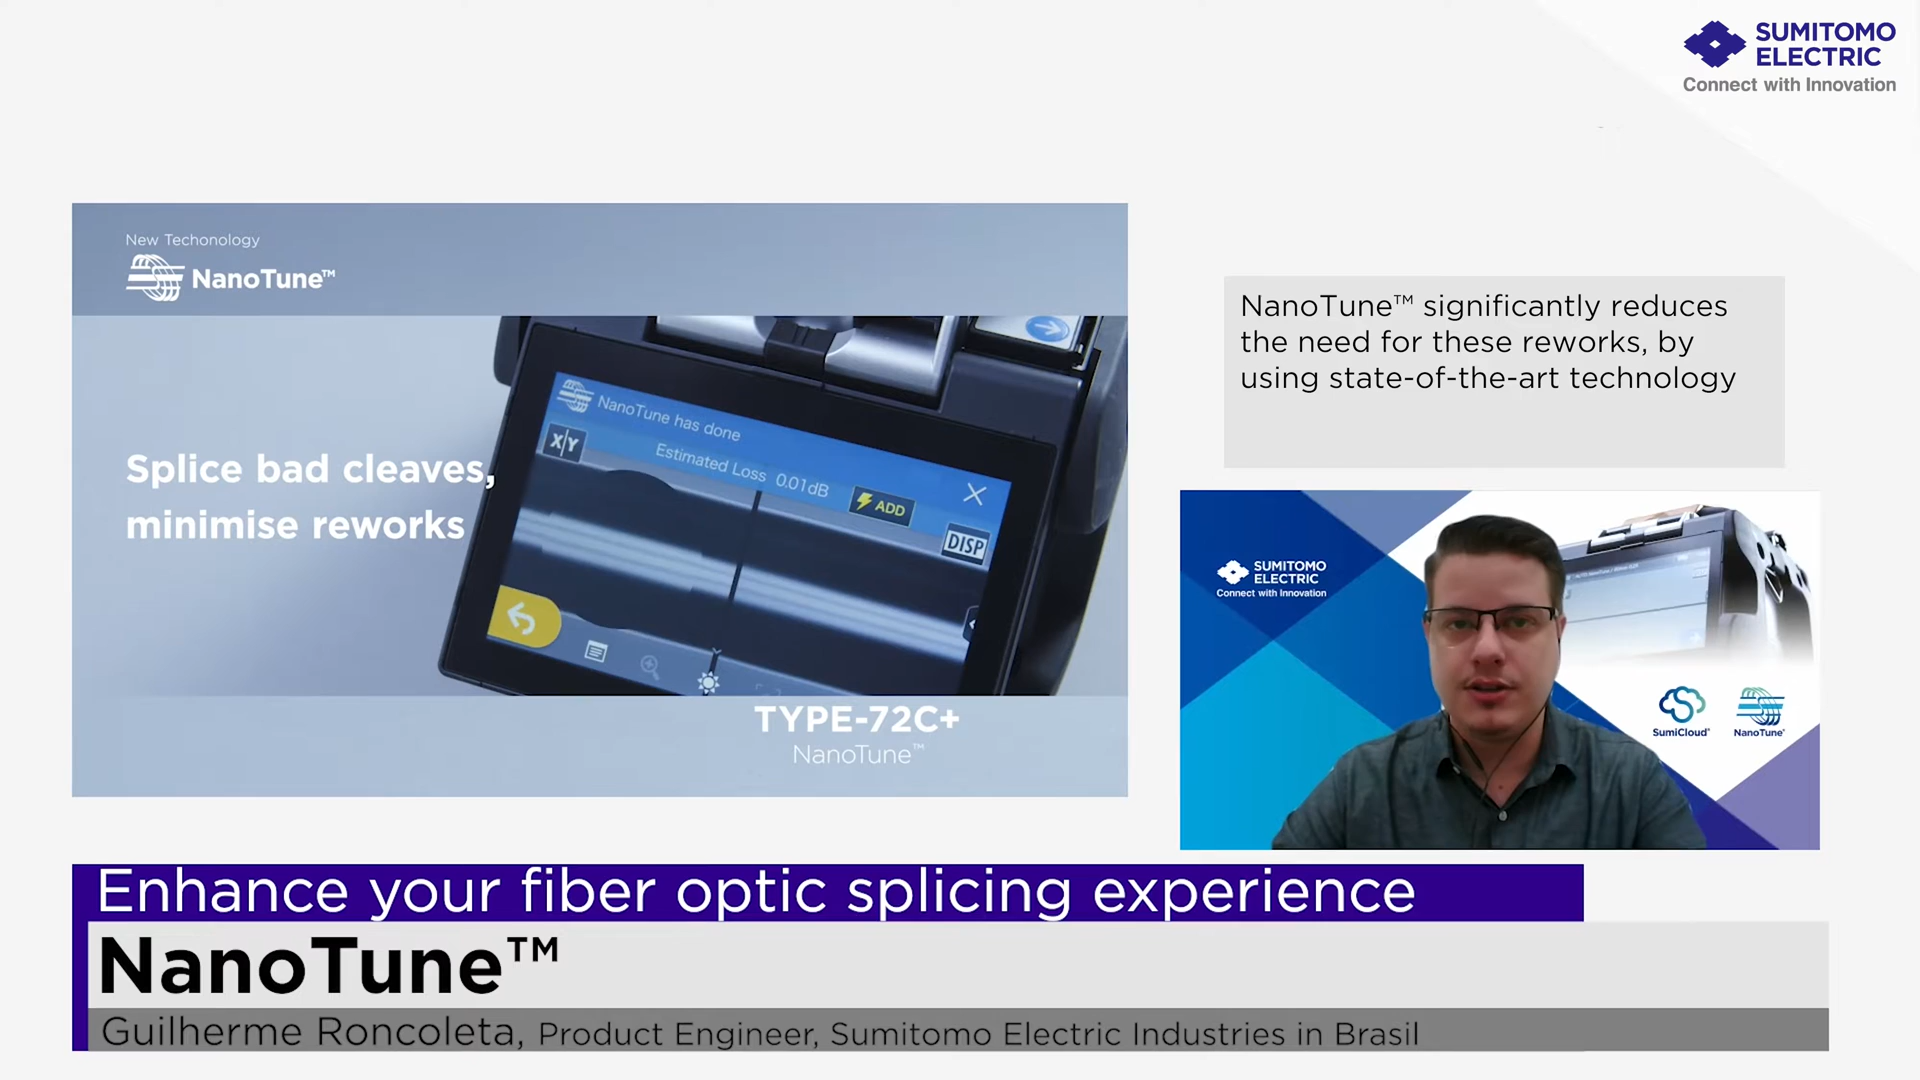 SUMITOMO
ELECTRIC
Connect with Innovation
New Techonology
NanoTune™
Splice bad cleaves,
minimise reworks
NanoTune has done
X|Y
Estimated Loss 0.01dB
ADD
DISP
TYPE-72C+
NanoTune™
NanoTune™ significantly reduces
the need for these reworks, by
using state-of-the-art technology
SUMITOMO
ELECTRIC
Connect with Innovation
SumiCloud®
NanoTune®
Enhance your fiber optic splicing experience
NanoTune™
Guilherme Roncoleta, Product Engineer, Sumitomo Electric Industries in Brasil